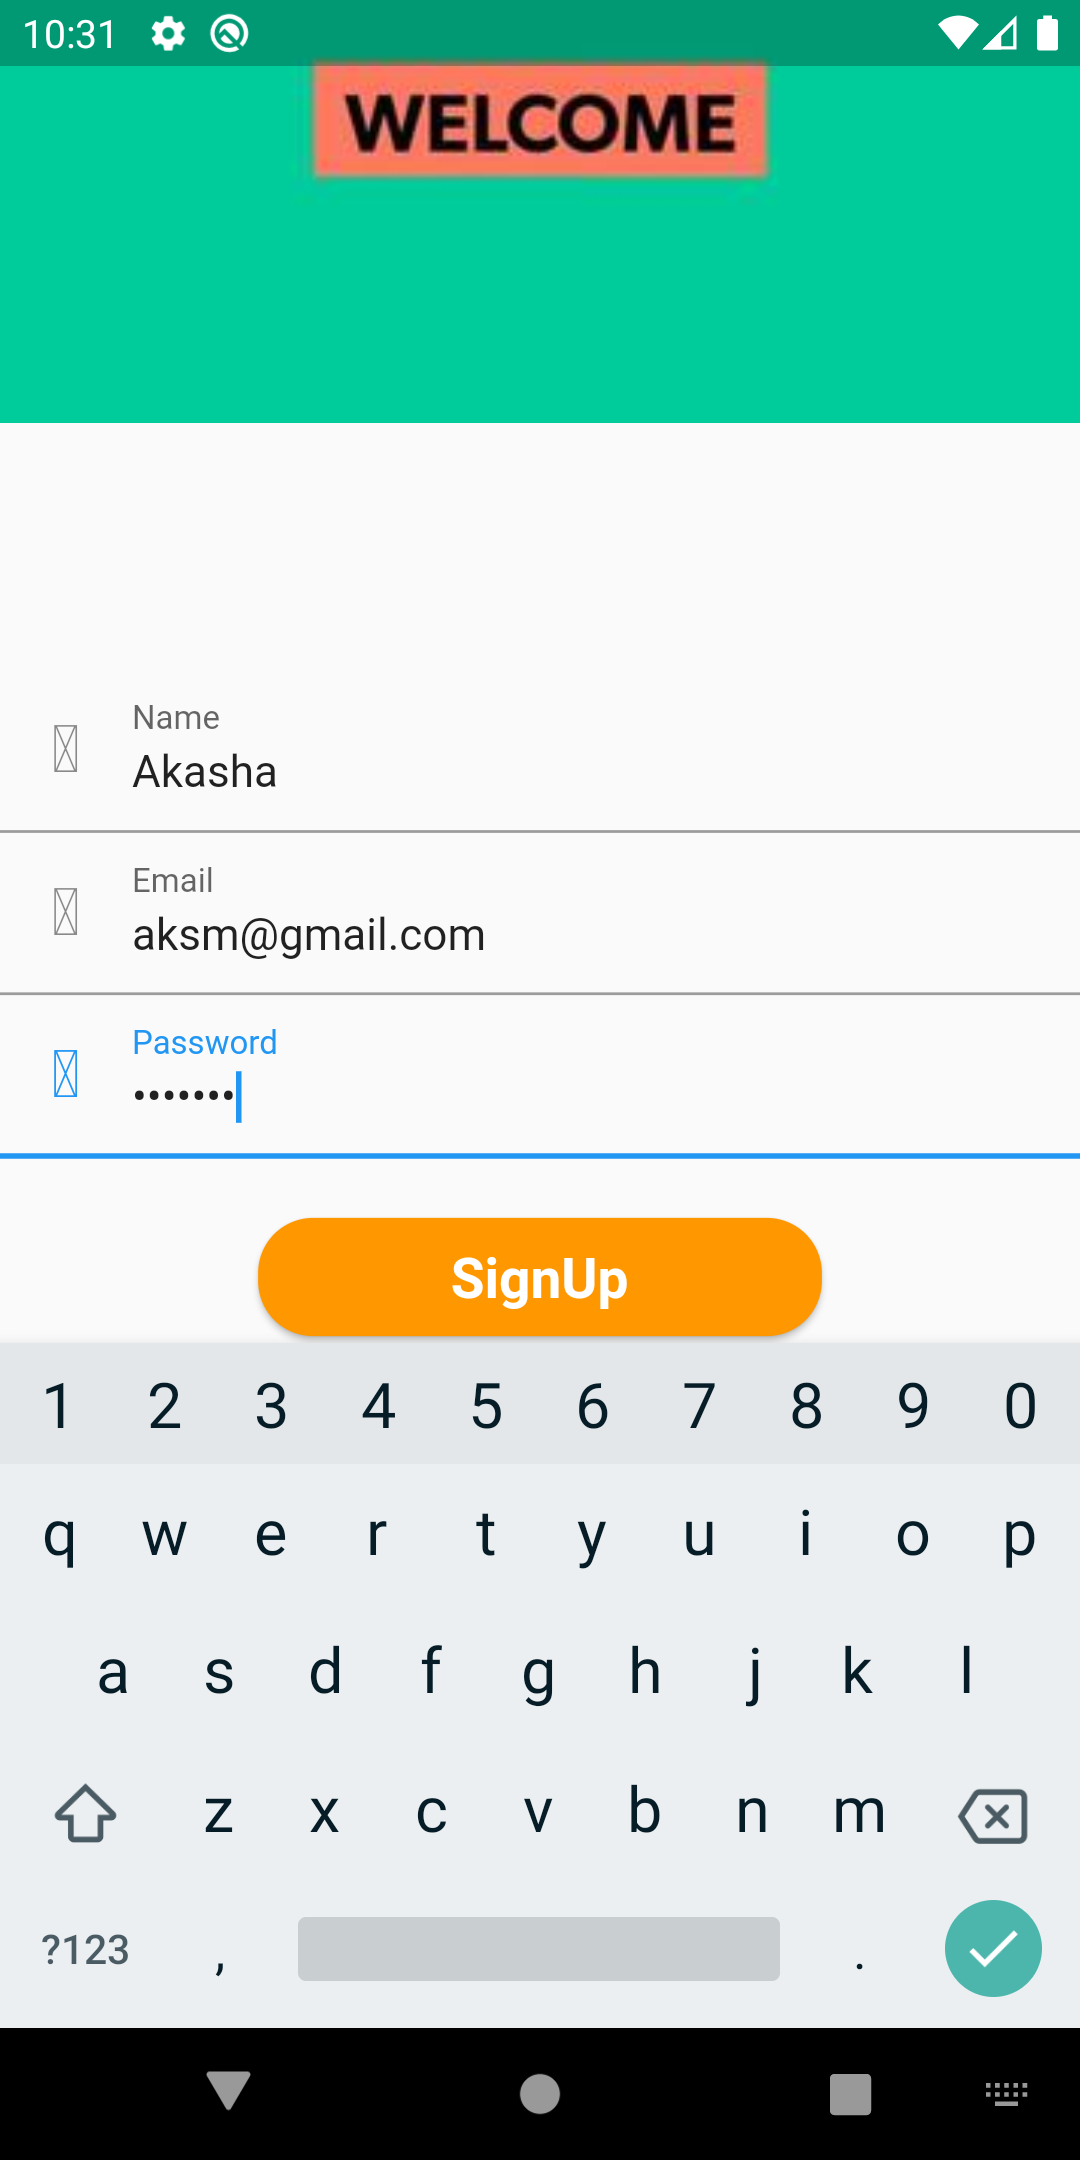 10:31
WELCOME
Name
Akasha
Email
aksm@gmail.com
Password
•••••••
SignUp
1 2 3 4 5 6 7 8 9 0
q w e r t y u i o p
a s d f g h j k l
z x c v b n m
?123 , .